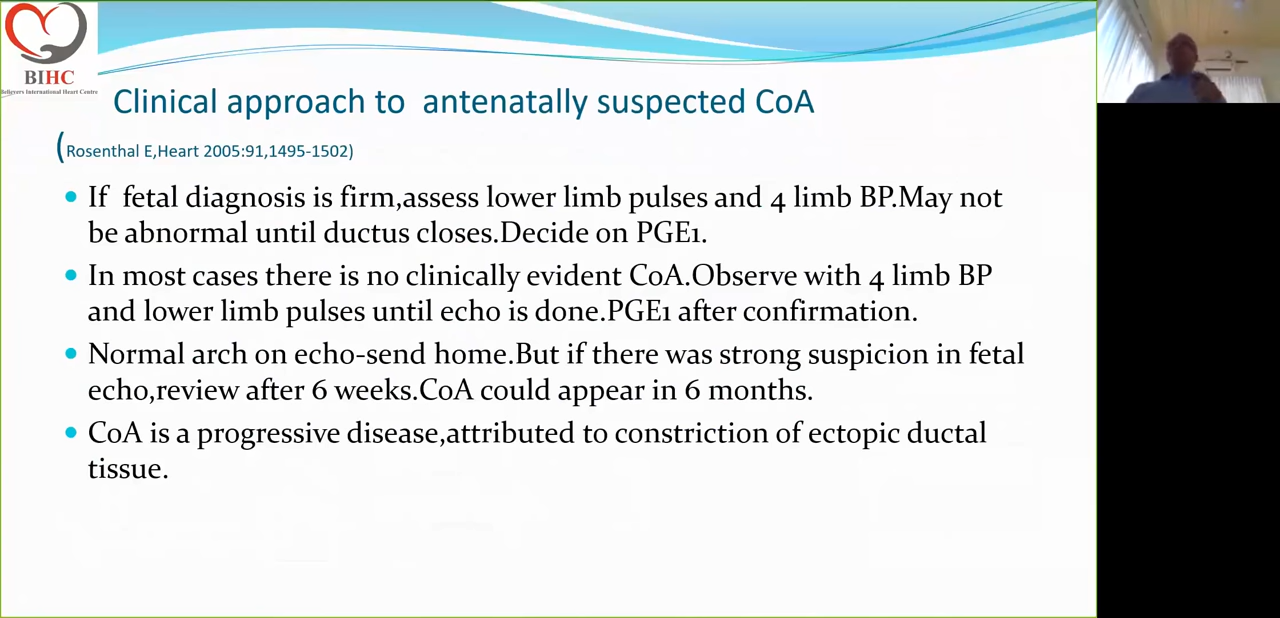 BIHC
Believers International Heart Centre
Clinical approach to antenatally suspected CoA
(Rosenthal E,Heart 2005:91,1495-1502)
If fetal diagnosis is firm,assess lower limb pulses and 4 limb BP.May not
be abnormal until ductus closes.Decide on PGE1.
In most cases there is no clinically evident CoA.Observe with 4 limb BP
and lower limb pulses until echo is done.PGE1 after confirmation.
Normal arch on echo-send home.But if there was strong suspicion in fetal
echo,review after 6 weeks.CoA could appear in 6 months.
CoA is a progressive disease,attributed to constriction of ectopic ductal
tissue.